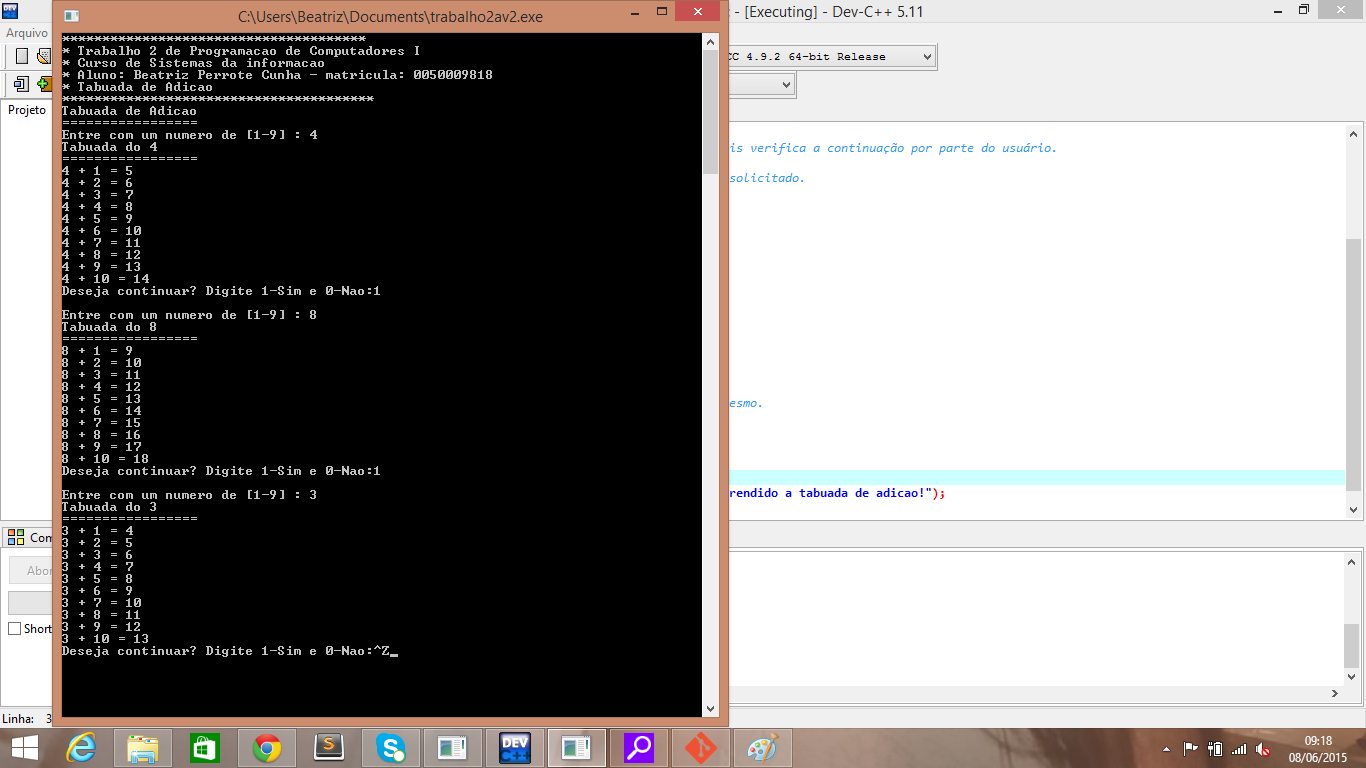 C:\Users\Beatriz\Documents\trabalho2av2.exe
- [Executing] - Dev-C++ 5.11
Arquivo
CC 4.9.2 64-bit Release
Projeto
**************************************
* Trabalho 2 de Programacao de Computadores I
* Curso de Sistemas da informacao
* Aluno: Beatriz Perrote Cunha - matricula: 0050009818
* Tabuada de Adicao
***************************************
Tabuada de Adicao
=================
Entre com um numero de [1-9] : 4
Tabuada do 4
=================
4 + 1 = 5
4 + 2 = 6
4 + 3 = 7
4 + 4 = 8
4 + 5 = 9
4 + 6 = 10
4 + 7 = 11
4 + 8 = 12
4 + 9 = 13
4 + 10 = 14
Deseja continuar? Digite 1-Sim e 0-Nao:1
Entre com um numero de [1-9] : 8
Tabuada do 8
=================
8 + 1 = 9
8 + 2 = 10
8 + 3 = 11
8 + 4 = 12
8 + 5 = 13
8 + 6 = 14
8 + 7 = 15
8 + 8 = 16
8 + 9 = 17
8 + 10 = 18
Deseja continuar? Digite 1-Sim e 0-Nao:1
Entre com um numero de [1-9] : 3
Tabuada do 3
=================
3 + 1 = 4
3 + 2 = 5
3 + 3 = 6
3 + 4 = 7
3 + 5 = 8
3 + 6 = 9
3 + 7 = 10
3 + 8 = 11
3 + 9 = 12
3 + 10 = 13
Deseja continuar? Digite 1-Sim e 0-Nao:^Z_
is verifica a continuação por parte do usuário.
solicitado.
esmo.
rendido a tabuada de adicao!");
Com
Abor
Short
Linha: 3
DEV
C++
09:18
08/06/2015